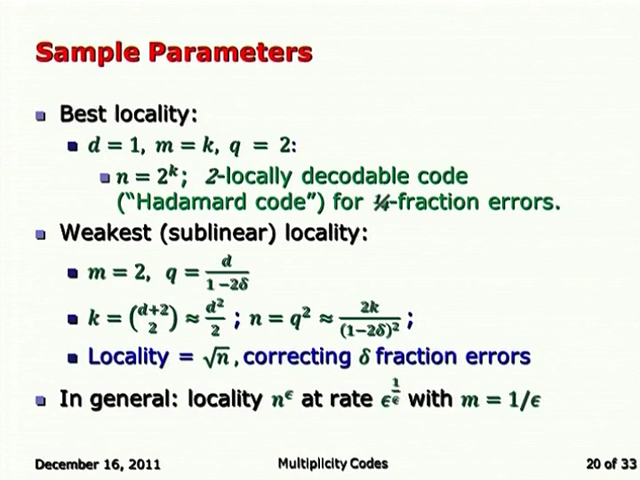 Sample Parameters
Best locality:
d = 1, m = k, q = 2:
n = 2^k; 2-locally decodable code
("Hadamard code") for ¼-fraction errors.
Weakest (sublinear) locality:
m = 2, q = d/(1−2δ)
k = (d+2 choose 2) ≈ d²/2 ; n = q² ≈ 2k/(1−2δ)² ;
Locality = √n, correcting δ fraction errors
In general: locality n^ϵ at rate ϵ^(1/ϵ) with m = 1/ϵ
December 16, 2011 Multiplicity Codes 20 of 33